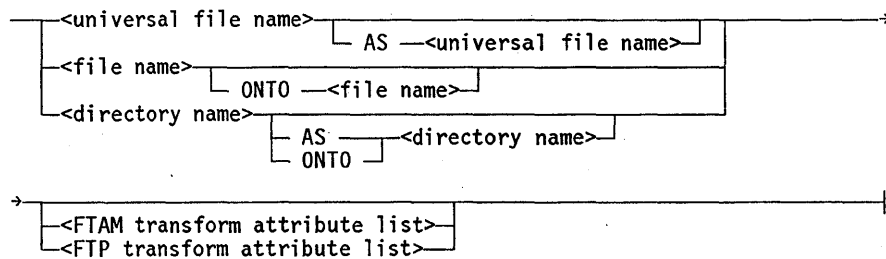 <universal file name>
AS <universal file name>
<file name>
ONTO <file name>
<directory name>
AS <directory name>
ONTO
<FTAM transform attribute list>
<FTP transform attribute list>